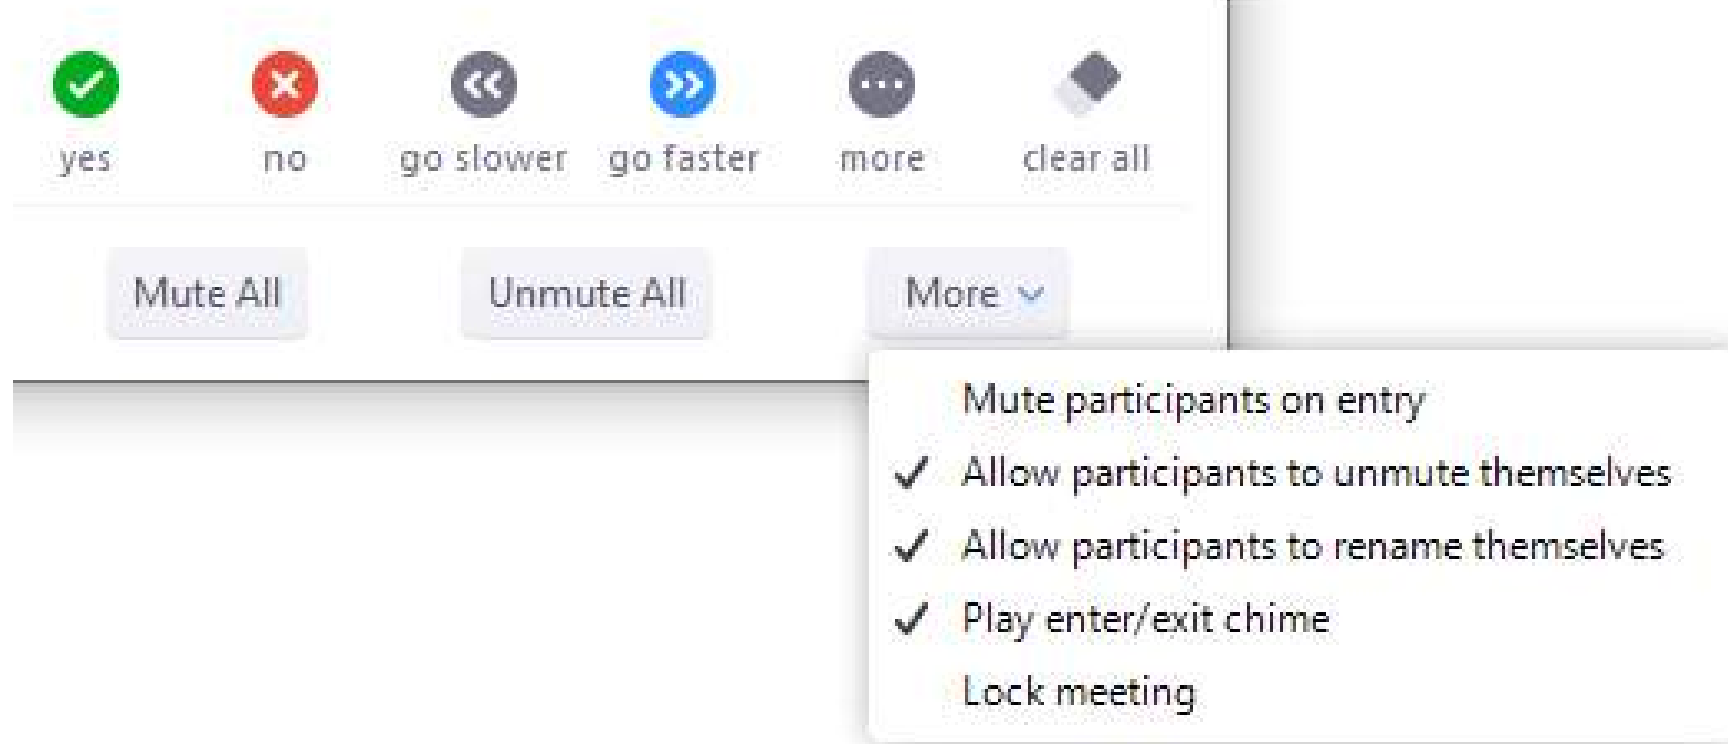 yes no go slower go faster more clear all
Mute All Unmute All More
Mute participants on entry
Allow participants to unmute themselves
Allow participants to rename themselves
Play enter/exit chime
Lock meeting